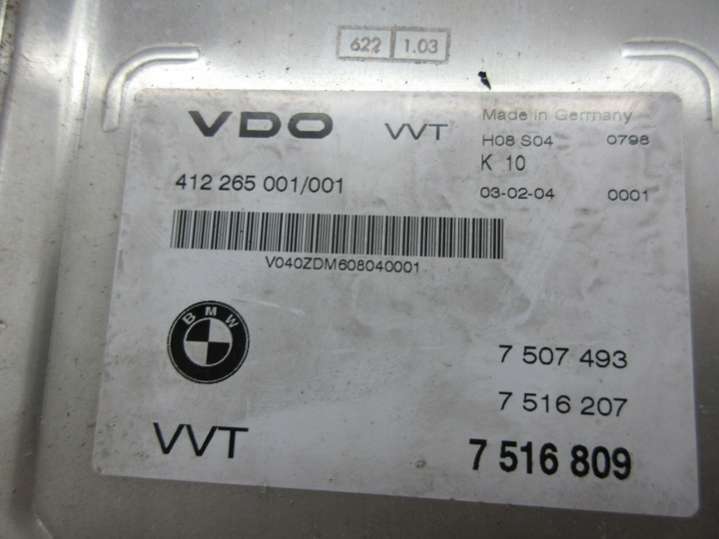 622 1.03
VDO VVT Made in Germany
H08 S04 0798
K 10
412 265 001/001 03-02-04 0001
V040ZDM608040001
BMW
7 507 493
7 516 207
VVT 7 516 809